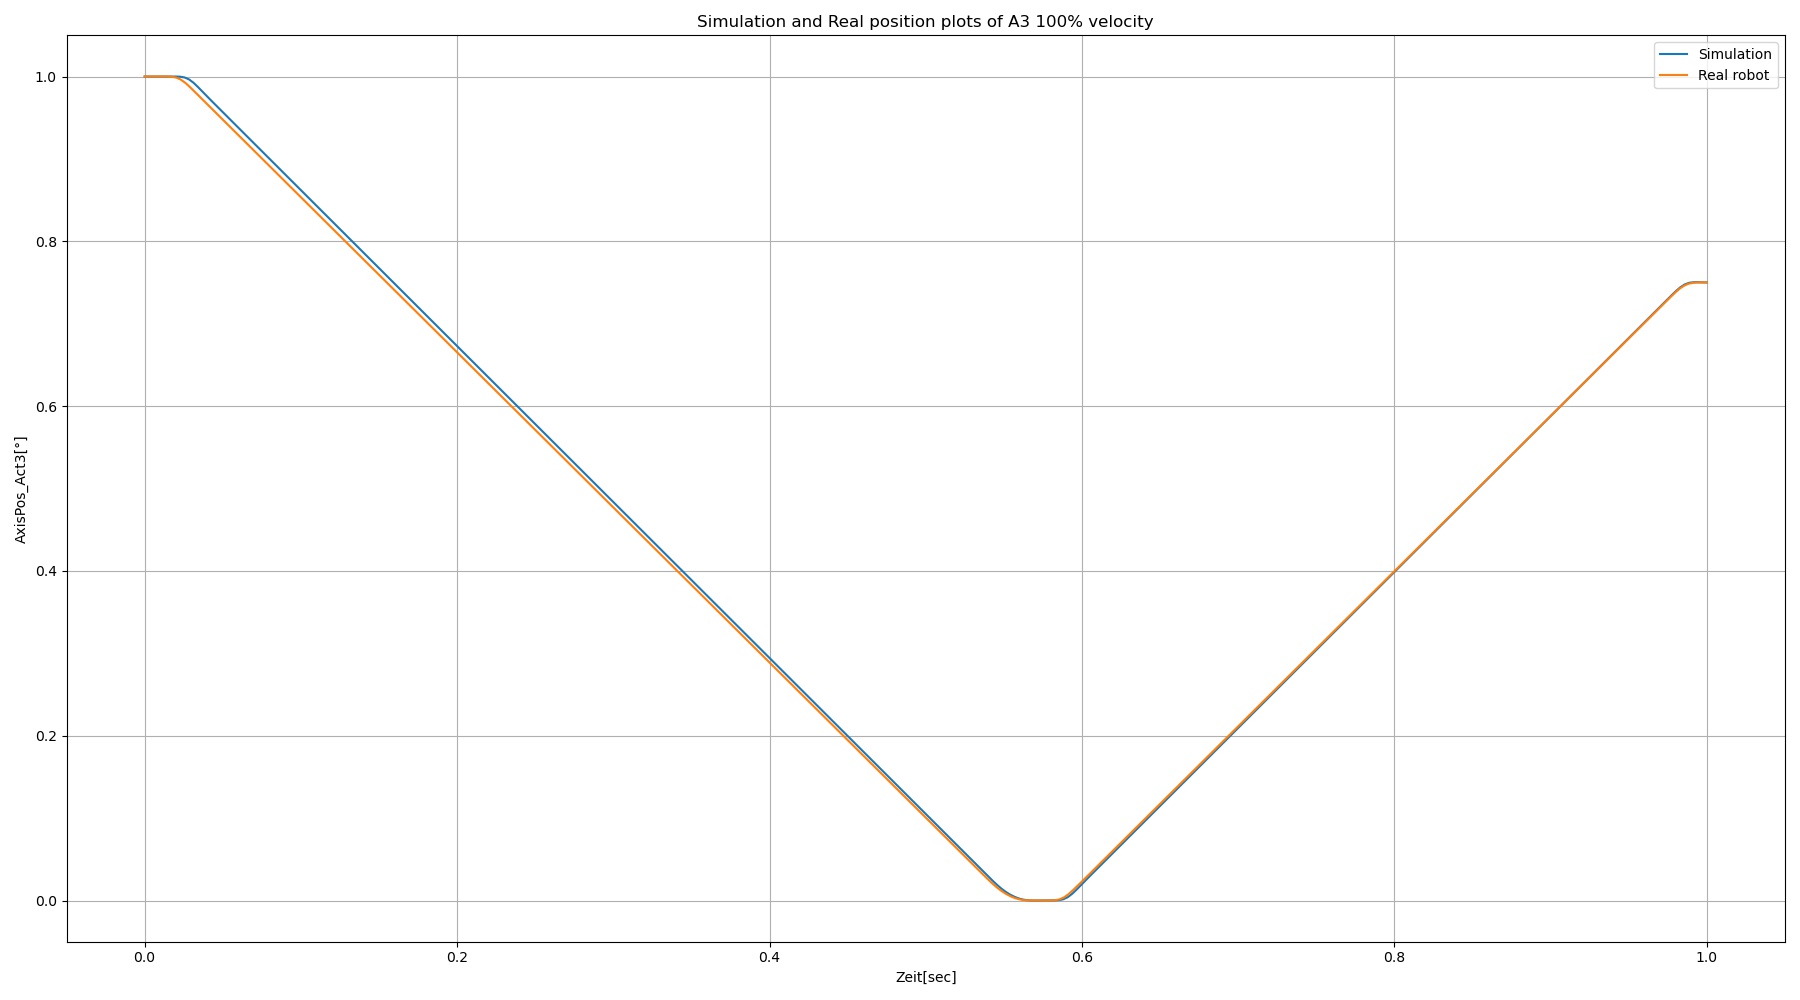 Simulation and Real position plots of A3 100% velocity
Simulation
Real robot
1.0
0.8
0.6
0.4
0.2
0.0
AxisPos_Act3[°]
0.0 0.2 0.4 0.6 0.8 1.0
Zeit[sec]